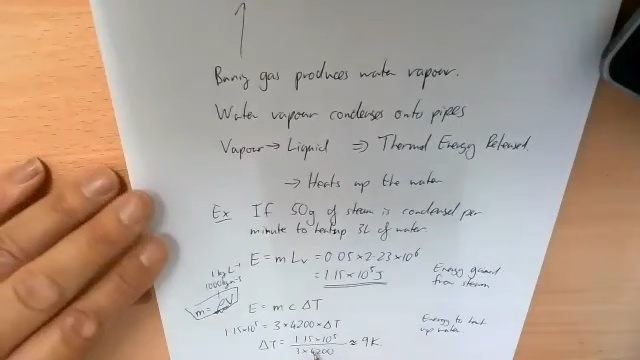 Burning gas produces water vapour.
Water vapour condenses onto pipes
Vapour → Liquid ⇒ Thermal Energy Released.
→ Heats up the water
Ex If 50g of steam is condensed per
minute to heat up 3L of water.
E = m Lv = 0.05 × 2.23 × 10⁶
= 1.15 × 10⁵ J
Energy gained
from steam
1 kg L⁻¹
1000 kg m⁻³
m = ρV
E = m c ΔT
1.15×10⁵ = 3 × 4200 × ΔT
Energy to heat
up water.
ΔT = 1.15 × 10⁵ / 3 × 4200 ≈ 9K.